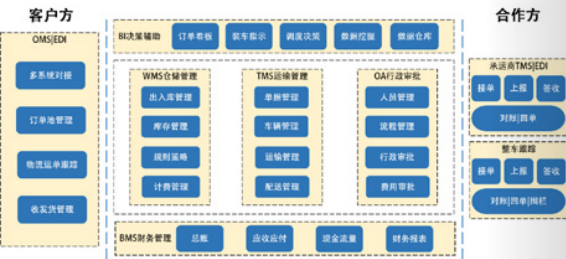 客户方
合作方
OMS|EDI
多系统对接
订单池管理
物流运单跟踪
收发货管理
BI决策辅助
订单看板
装车指示
调度决策
数据挖掘
数据仓库
WMS仓储管理
出入库管理
库存管理
规则策略
计费管理
TMS运输管理
单据管理
车辆管理
运输管理
配送管理
OA行政审批
人员管理
流程管理
行政审批
费用审批
BMS财务管理
总账
应收应付
现金流量
财务报表
承运商TMS|EDI
接单
上报
签收
对账|回单
整车跟踪
接单
上报
签收
对账|回单|围栏